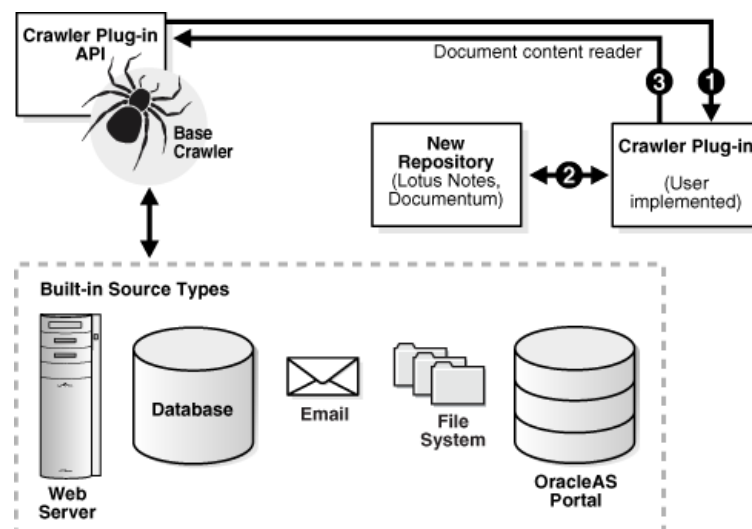 Crawler Plug-in
API
Document content reader
3
1
Base
Crawler
New
Repository
(Lotus Notes,
Documentum)
2
Crawler Plug-in
(User
implemented)
Built-in Source Types
Web
Server
Database
Email
File
System
OracleAS
Portal